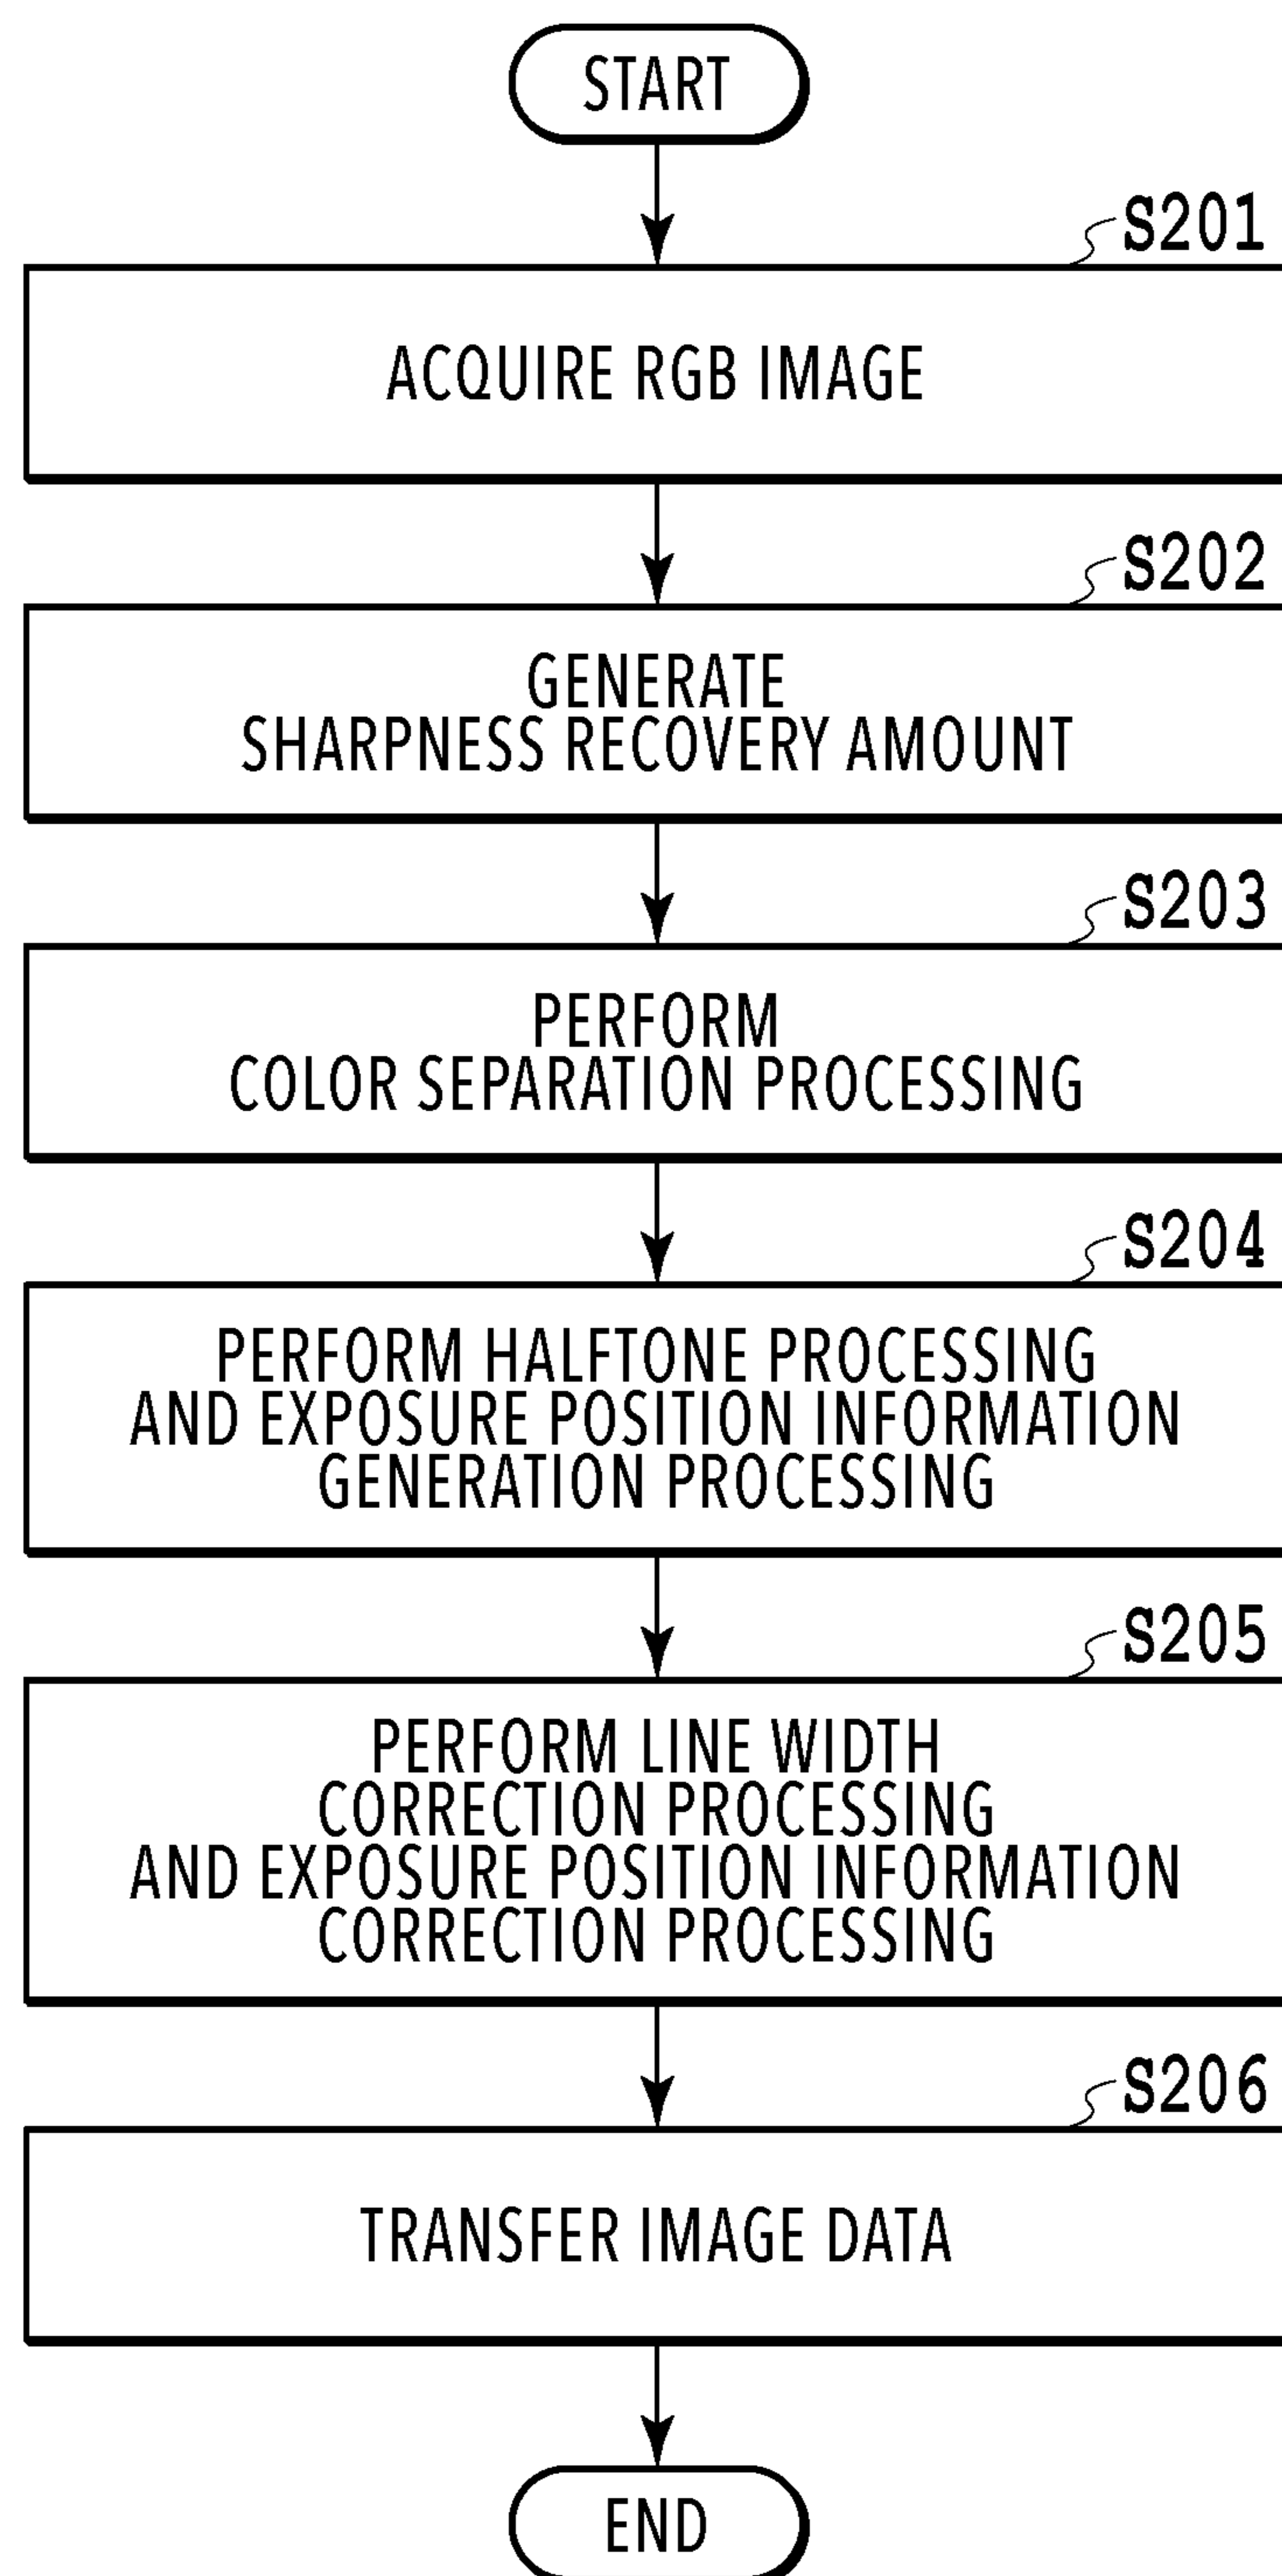 START
S201
ACQUIRE RGB IMAGE
S202
GENERATE
SHARPNESS RECOVERY AMOUNT
S203
PERFORM
COLOR SEPARATION PROCESSING
S204
PERFORM HALFTONE PROCESSING
AND EXPOSURE POSITION INFORMATION
GENERATION PROCESSING
S205
PERFORM LINE WIDTH
CORRECTION PROCESSING
AND EXPOSURE POSITION INFORMATION
CORRECTION PROCESSING
S206
TRANSFER IMAGE DATA
END